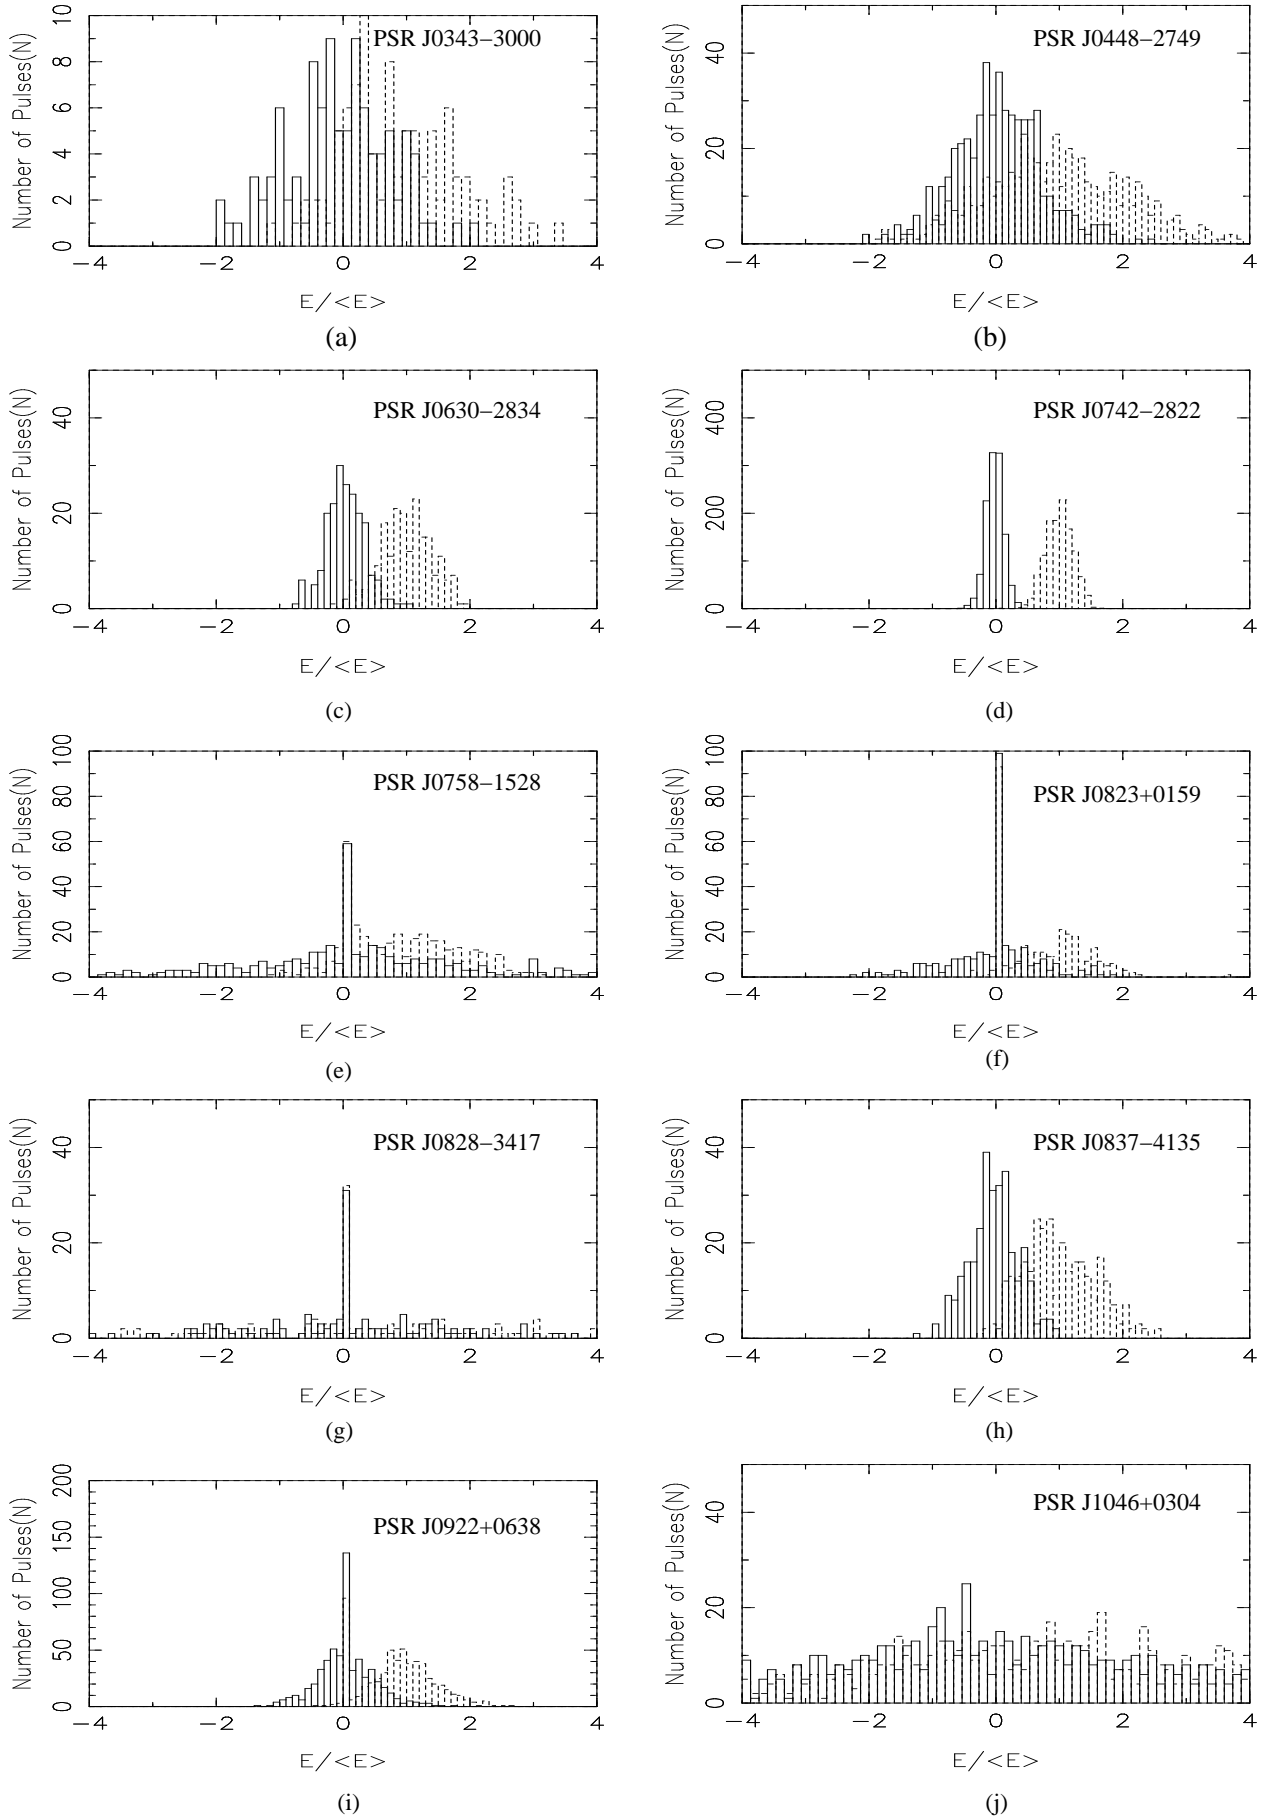 PSR J0343−3000
Number of Pulses(N)
0 2 4 6 8 10
−4 −2 0 2 4
E/<E>
(a)
PSR J0448−2749
Number of Pulses(N)
0 20 40
−4 −2 0 2 4
E/<E>
(b)
PSR J0630−2834
Number of Pulses(N)
0 20 40
−4 −2 0 2 4
E/<E>
(c)
PSR J0742−2822
Number of Pulses(N)
0 200 400
−4 −2 0 2 4
E/<E>
(d)
PSR J0758−1528
Number of Pulses(N)
0 20 40 60 80 100
−4 −2 0 2 4
E/<E>
(e)
PSR J0823+0159
Number of Pulses(N)
0 20 40 60 80 100
−4 −2 0 2 4
E/<E>
(f)
PSR J0828−3417
Number of Pulses(N)
0 20 40
−4 −2 0 2 4
E/<E>
(g)
PSR J0837−4135
Number of Pulses(N)
0 20 40
−4 −2 0 2 4
E/<E>
(h)
PSR J0922+0638
Number of Pulses(N)
0 50 100 150 200
−4 −2 0 2 4
E/<E>
(i)
PSR J1046+0304
Number of Pulses(N)
0 20 40
−4 −2 0 2 4
E/<E>
(j)